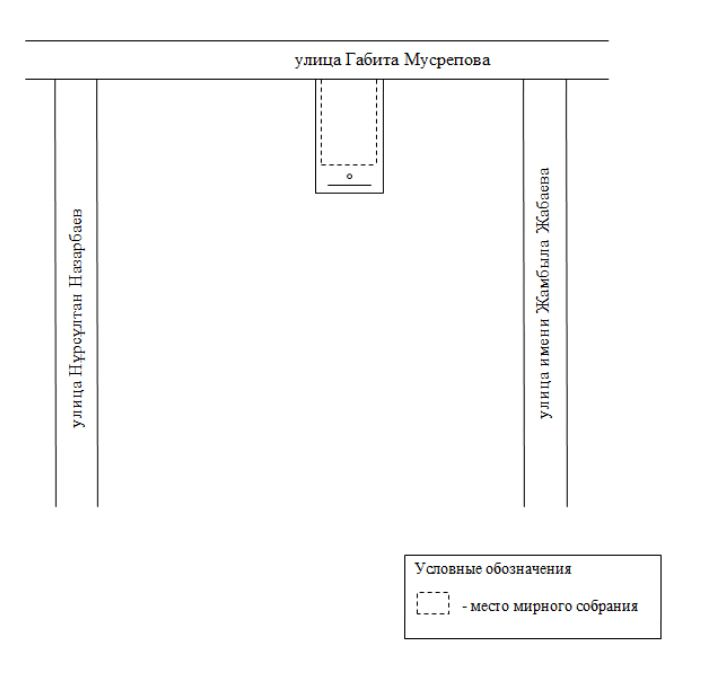 улица Габита Мусрепова
улица Нұрсұлтан Назарбаев
улица имени Жамбыла Жабаева
Условные обозначения
- место мирного собрания